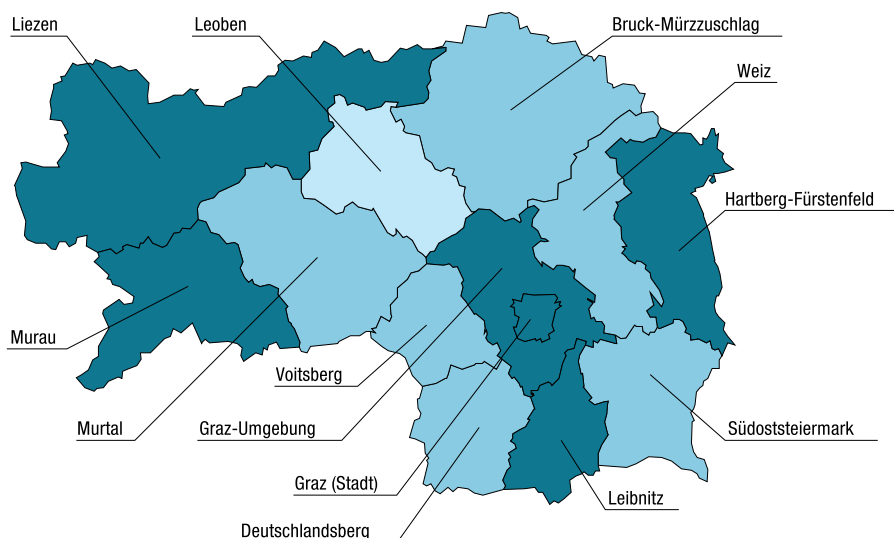 Liezen
Leoben
Bruck-Mürzzuschlag
Weiz
Hartberg-Fürstenfeld
Murau
Voitsberg
Murtal
Graz-Umgebung
Südoststeiermark
Graz (Stadt)
Leibnitz
Deutschlandsberg